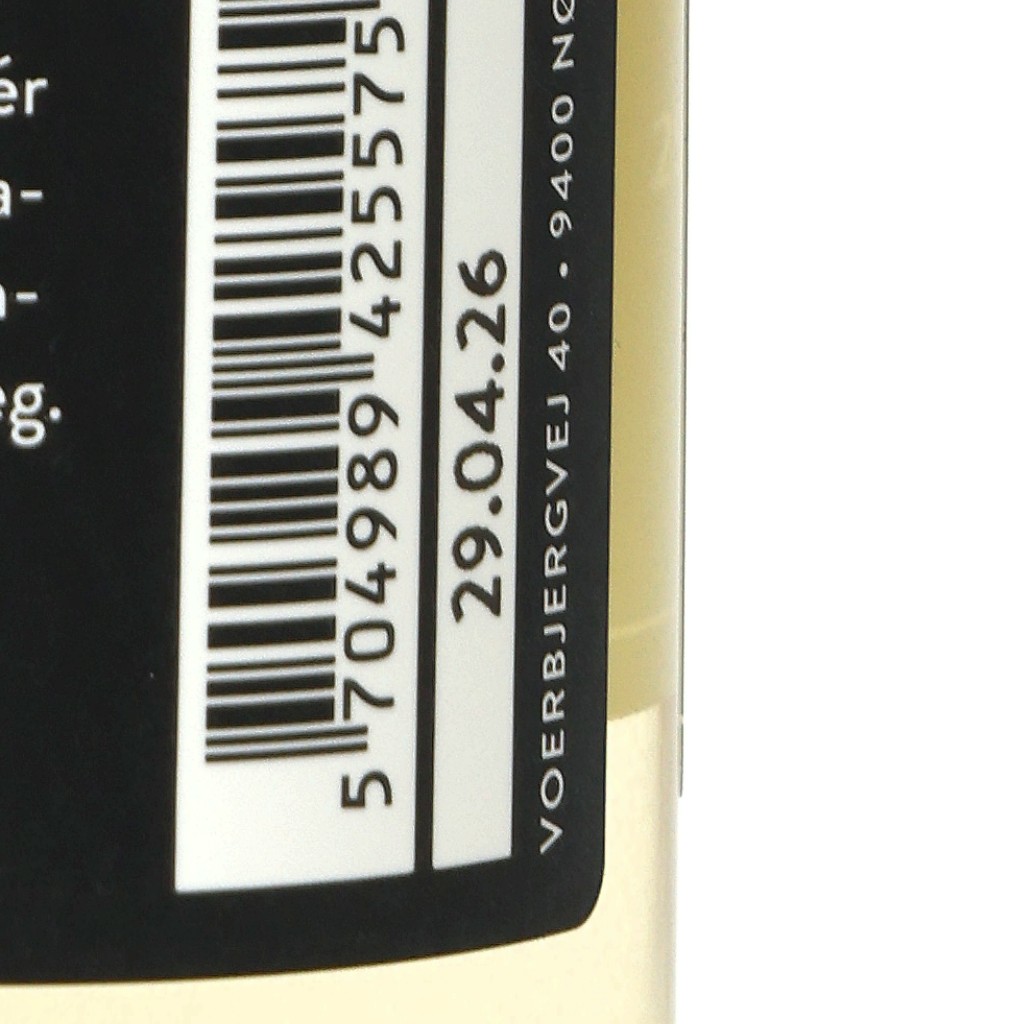 ér
a-
-
eg.
5 704989 425575
29.04.26
VOERBJERGVEJ 40 • 9400 NØ